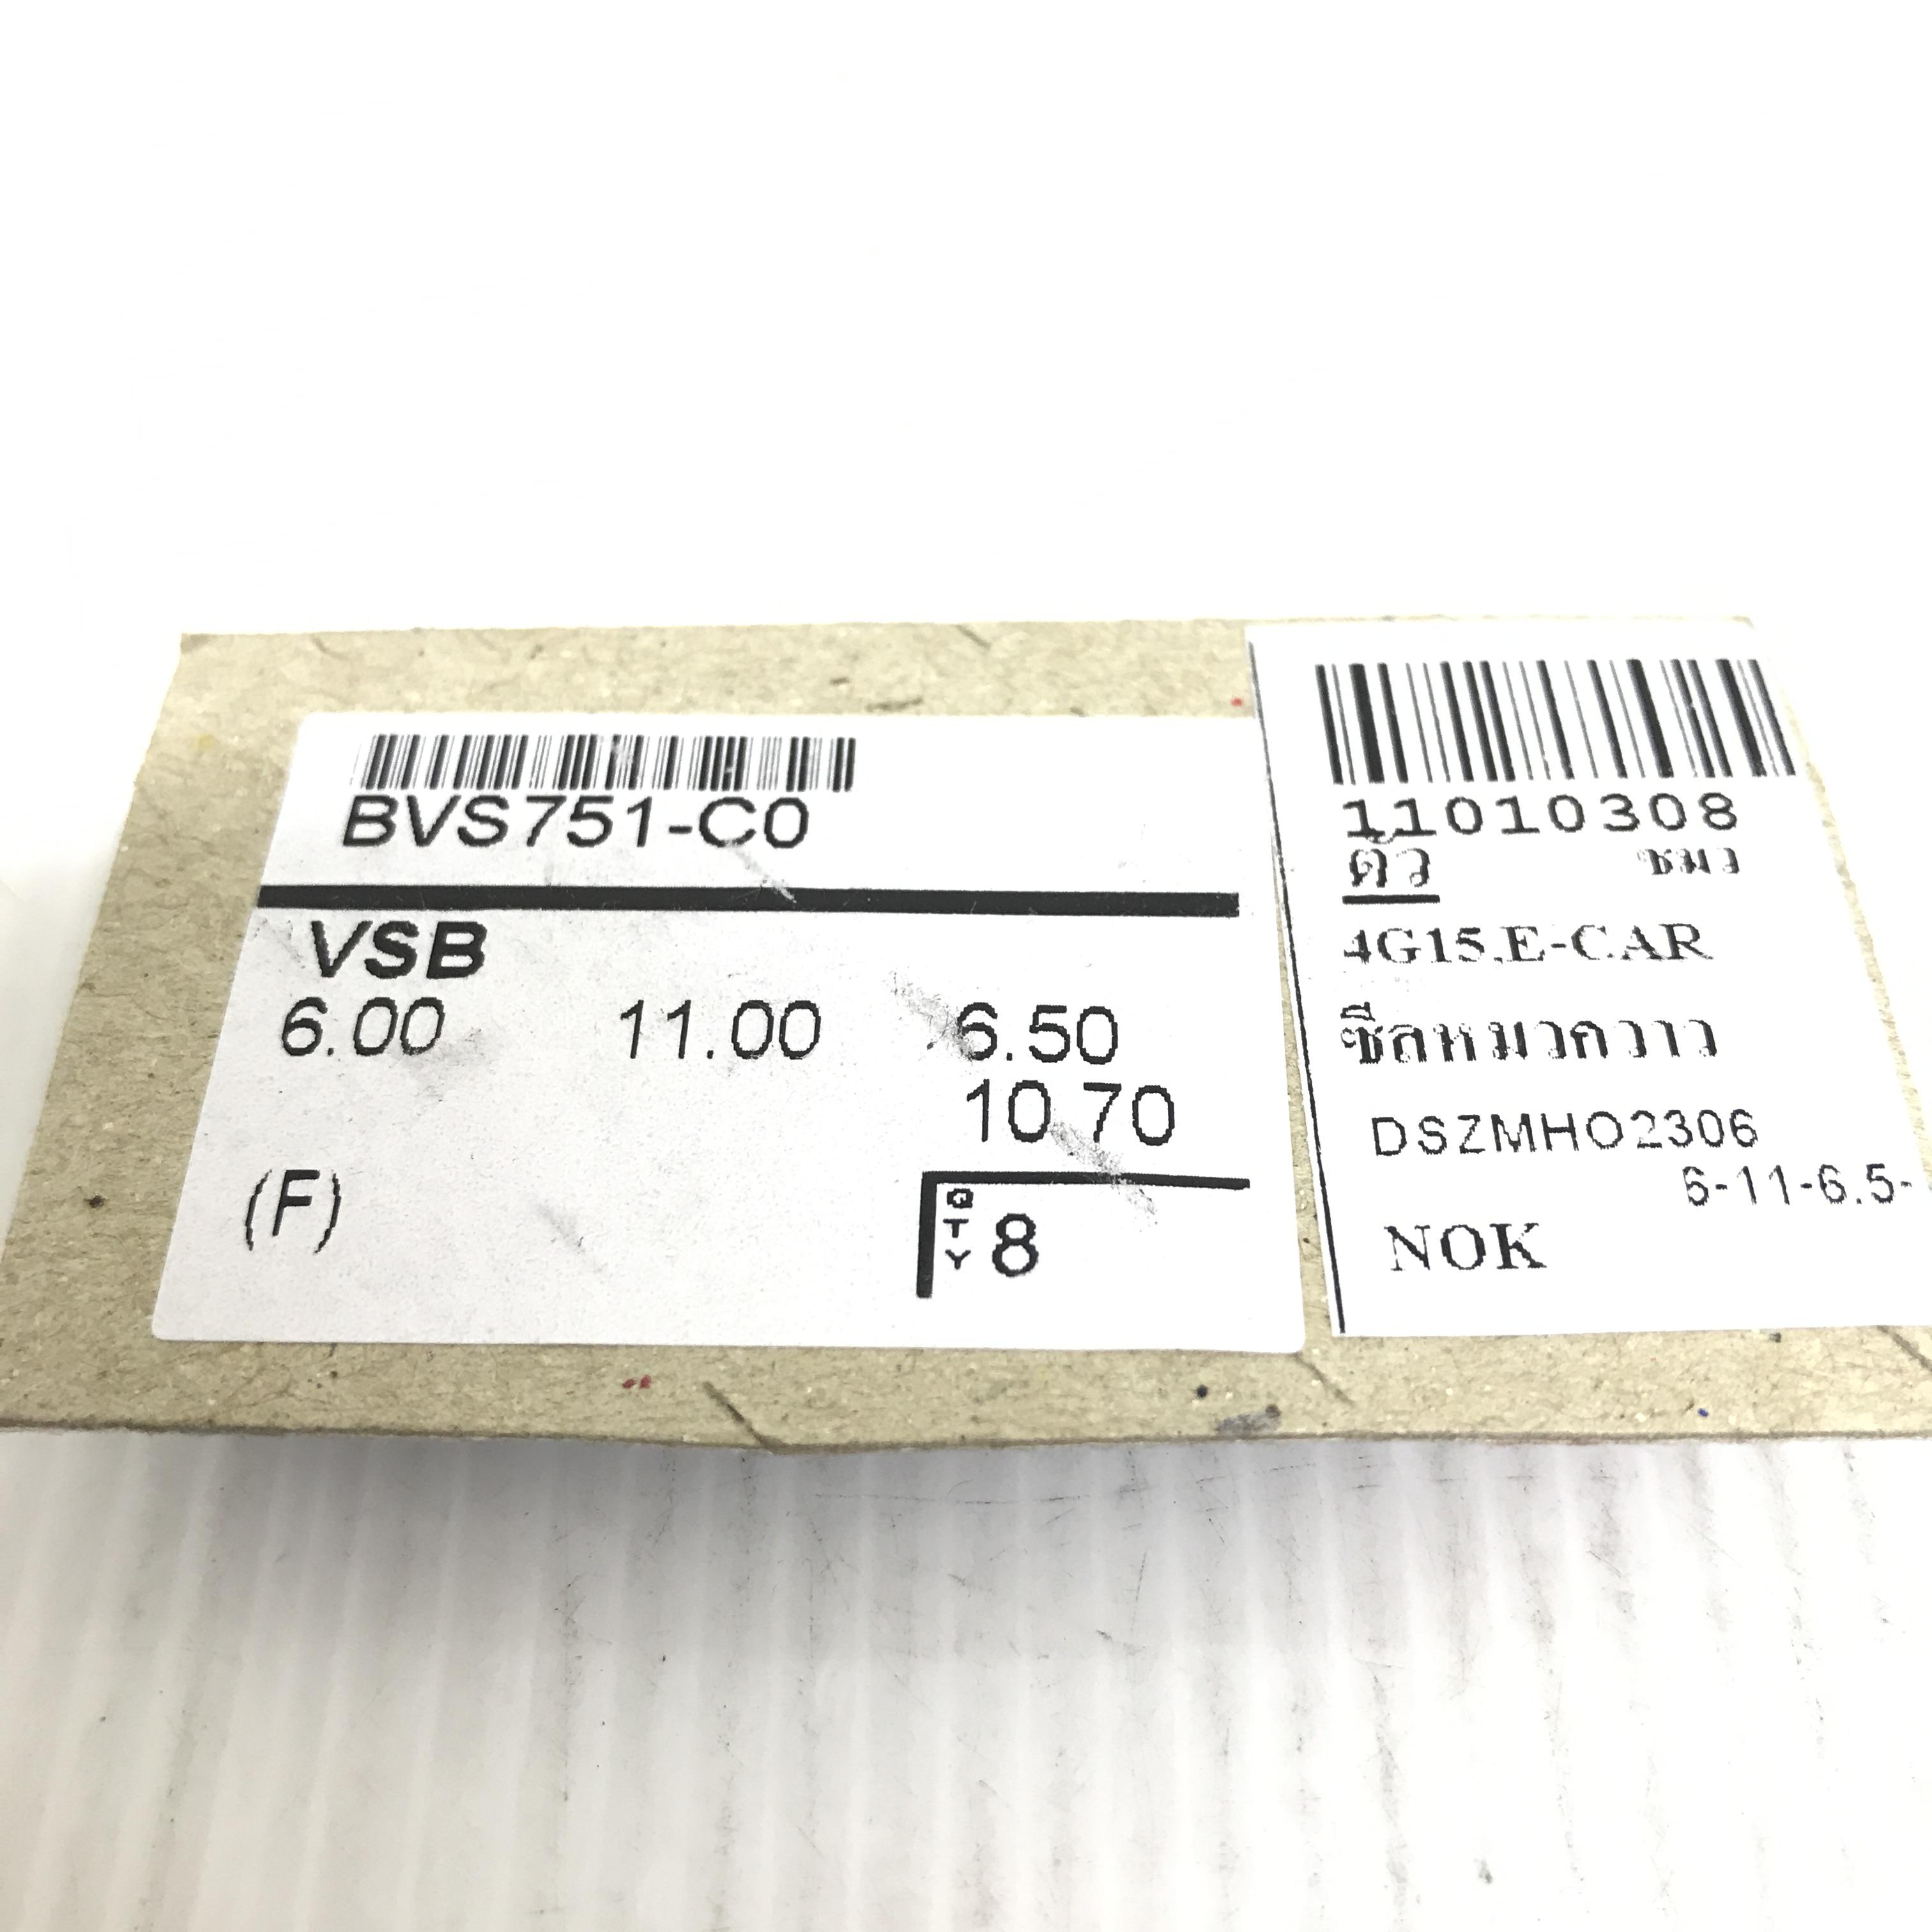 BVS751-C0
VSB
6.00 11.00 6.50
10.70
(F)
QTY 8
11010308
ตัว ชมว
4G15,E-CAR
ซีลหมวกวาว
DSZMHO2306
6-11-6.5-
NOK